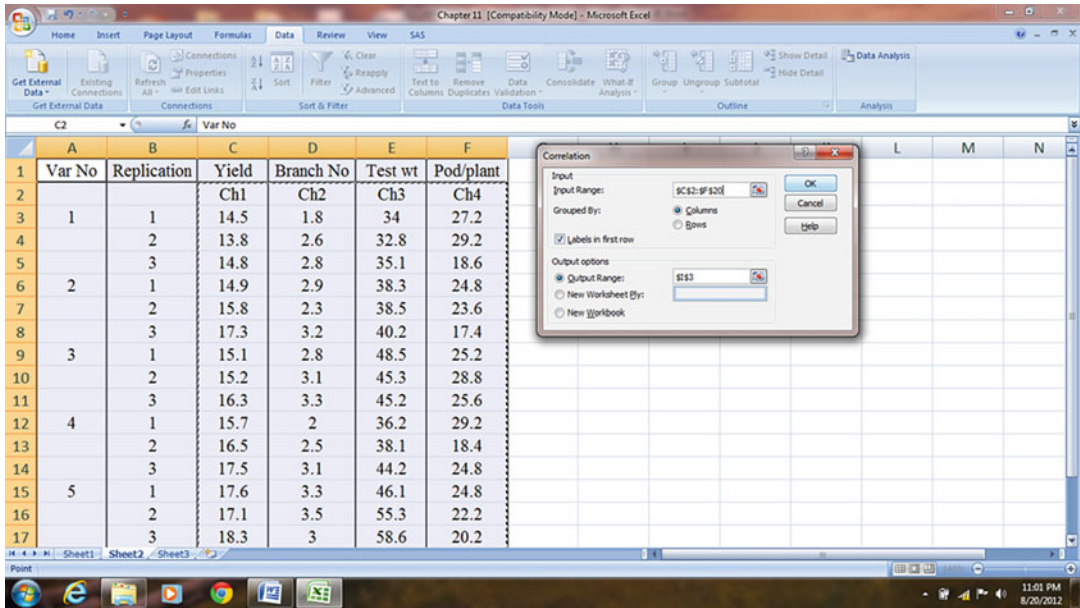 Chapter11 [Compatibility Mode] - Microsoft Excel
Home Insert Page Layout Formulas Data Review View SAS
Get External Data
Existing Connections
Refresh All
Connections
Properties
Edit Links
Sort
Filter
Clear
Reapply
Advanced
Text to Columns
Remove Duplicates
Data Validation
Consolidate
What-If Analysis
Group
Ungroup
Subtotal
Show Detail
Hide Detail
Data Analysis
Get External Data Connections Sort & Filter Data Tools Outline Analysis
C2 fx Var No
A B C D E F L M N
1 Var No Replication Yield Branch No Test wt Pod/plant
2 Ch1 Ch2 Ch3 Ch4
3 1 1 14.5 1.8 34 27.2
4 2 13.8 2.6 32.8 29.2
5 3 14.8 2.8 35.1 18.6
6 2 1 14.9 2.9 38.3 24.8
7 2 15.8 2.3 38.5 23.6
8 3 17.3 3.2 40.2 17.4
9 3 1 15.1 2.8 48.5 25.2
10 2 15.2 3.1 45.3 28.8
11 3 16.3 3.3 45.2 25.6
12 4 1 15.7 2 36.2 29.2
13 2 16.5 2.5 38.1 18.4
14 3 17.5 3.1 44.2 24.8
15 5 1 17.6 3.3 46.1 24.8
16 2 17.1 3.5 55.3 22.2
17 3 18.3 3 58.6 20.2
Correlation
Input
Input Range: $C$2:$F$20
Grouped By: Columns
Rows
Labels in first row
Output options
Output Range: $I$3
New Worksheet Ply:
New Workbook
OK
Cancel
Help
Sheet1 Sheet2 Sheet3
Point
11:01 PM
8/20/2012